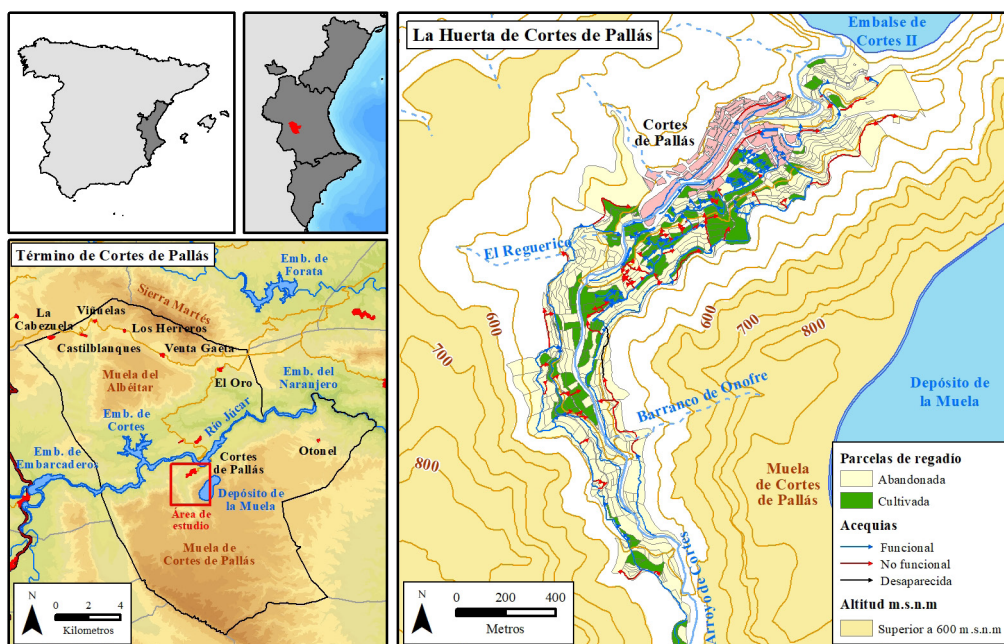 Término de Cortes de Pallás
Emb. de
Forata
Sierra Martés
La
Cabezuela
Viñuelas
Los Herreros
Castilblanques
Venta Gaeta
Muela del
Albéitar
El Oro
Emb. del
Naranjero
Emb. de
Cortes
Río Júcar
Emb. de
Embarcaderos
Otonel
Cortes
de Pallás
Depósito de
la Muela
Área de
estudio
Muela de
Cortes de Pallás
N
0 2 4
Kilometros
La Huerta de Cortes de Pallás
Embalse de
Cortes II
Cortes
de Pallás
El Reguerico
600
700
800
600
700
800
Barranco de Onofre
Depósito de
la Muela
Muela
de Cortes
de Pallás
Arroyo de Cortes
N
0 200 400
Metros
Parcelas de regadío
Abandonada
Cultivada
Acequias
Funcional
No funcional
Desaparecida
Altitud m.s.n.m
Superior a 600 m.s.n.m